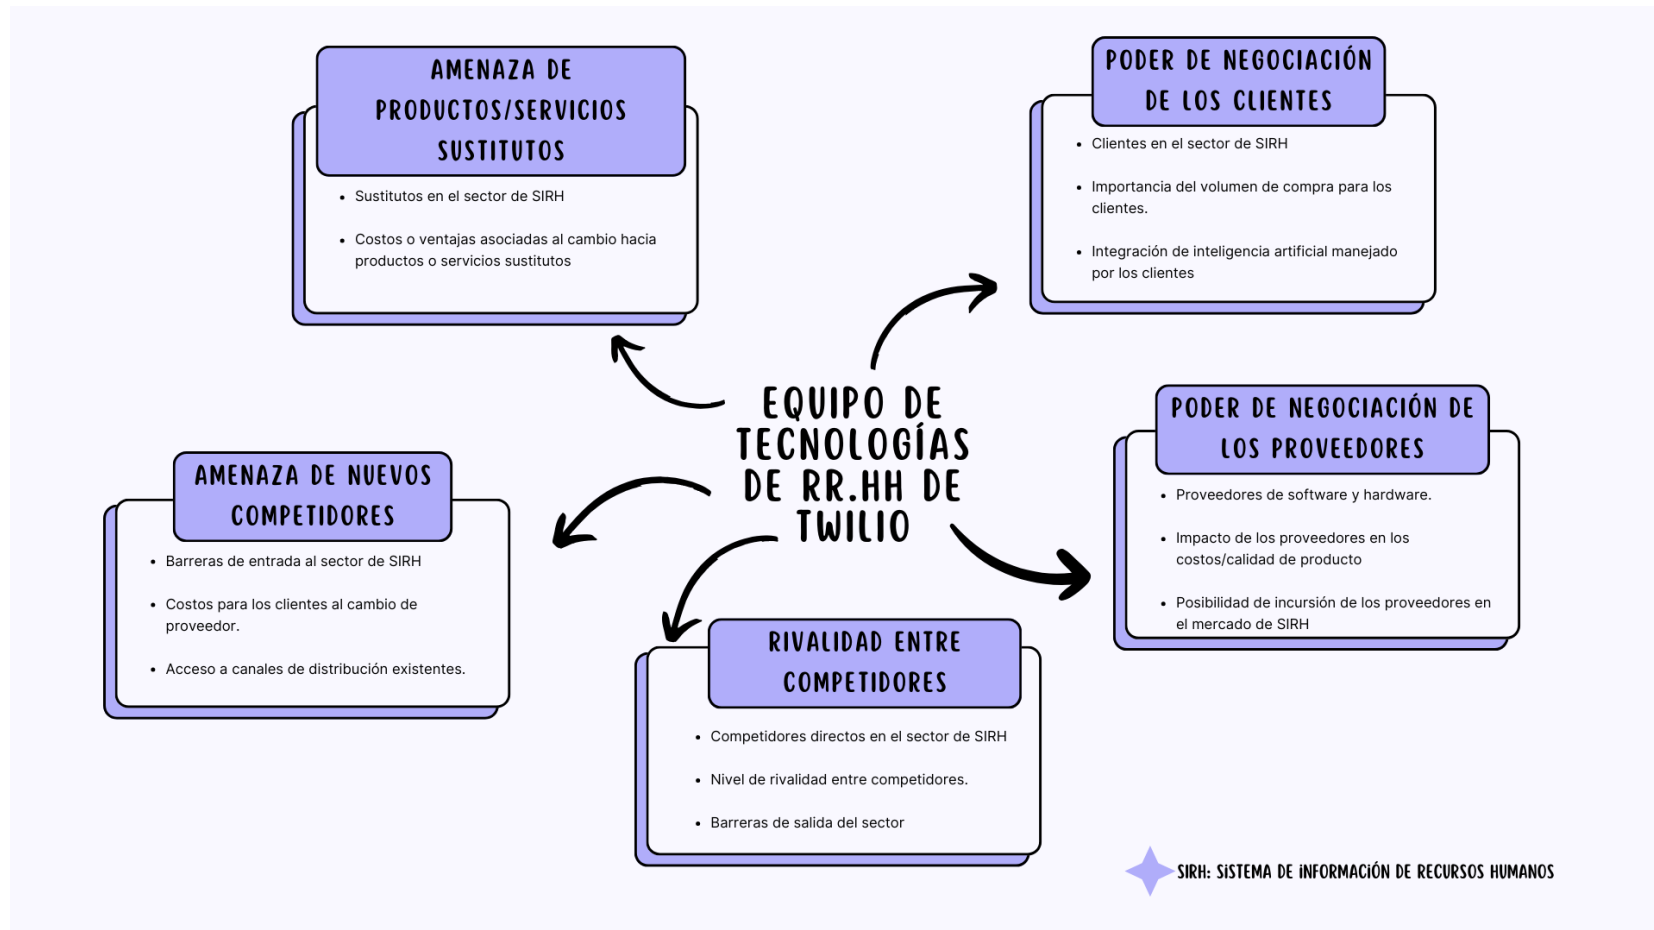 AMENAZA DE
PRODUCTOS/SERVICIOS
SUSTITUTOS
• Sustitutos en el sector de SIRH
• Costos o ventajas asociadas al cambio hacia
productos o servicios sustitutos
PODER DE NEGOCIACIÓN
DE LOS CLIENTES
• Clientes en el sector de SIRH
• Importancia del volumen de compra para los
clientes.
• Integración de inteligencia artificial manejado
por los clientes
EQUIPO DE
TECNOLOGÍAS
DE RR.HH DE
TWILIO
PODER DE NEGOCIACIÓN DE
LOS PROVEEDORES
• Proveedores de software y hardware.
• Impacto de los proveedores en los
costos/calidad de producto
• Posibilidad de incursión de los proveedores en
el mercado de SIRH
AMENAZA DE NUEVOS
COMPETIDORES
• Barreras de entrada al sector de SIRH
• Costos para los clientes al cambio de
proveedor.
• Acceso a canales de distribución existentes.
RIVALIDAD ENTRE
COMPETIDORES
• Competidores directos en el sector de SIRH
• Nivel de rivalidad entre competidores.
• Barreras de salida del sector
SIRH: SISTEMA DE INFORMACIÓN DE RECURSOS HUMANOS